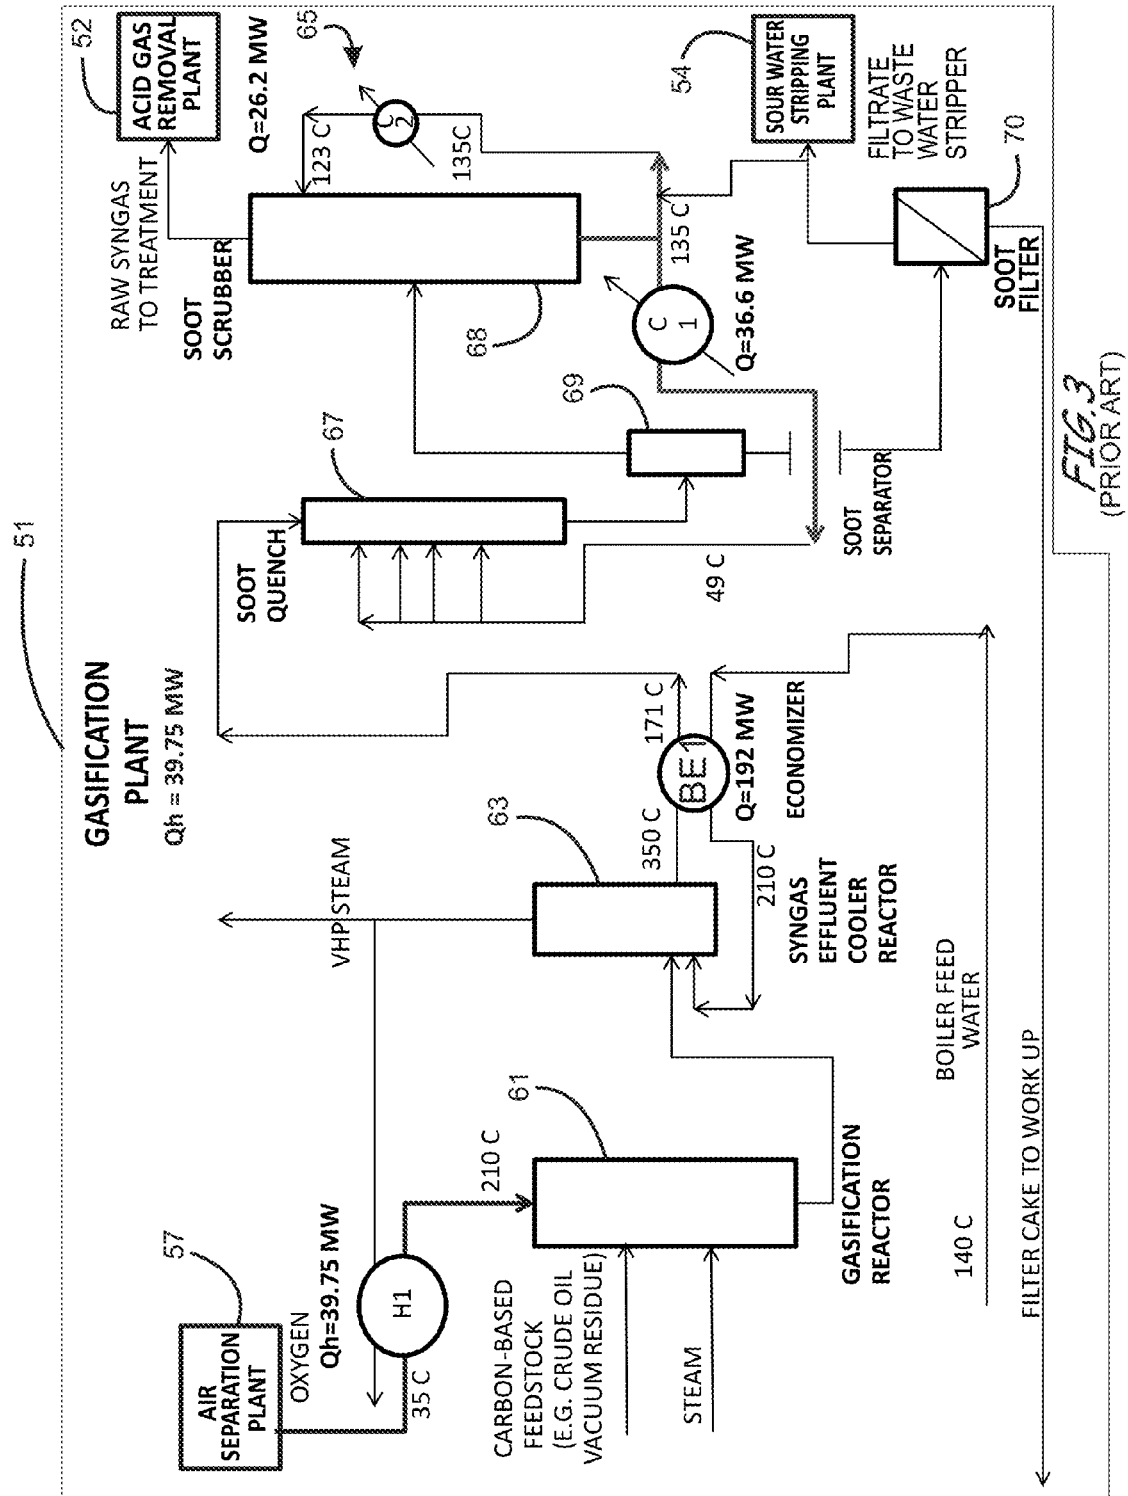 51
GASIFICATION
PLANT
Qh = 39.75 MW
57
AIR
SEPARATION
PLANT
OXYGEN
Qh=39.75 MW
35 C
H1
210 C
VHP STEAM
CARBON-BASED
FEEDSTOCK
(E.G. CRUDE OIL
VACUUM RESIDUE)
STEAM
61
GASIFICATION
REACTOR
63
350 C
171 C
BE1
Q=192 MW
ECONOMIZER
210 C
SYNGAS
EFFLUENT
COOLER
REACTOR
BOILER FEED
WATER
140 C
FILTER CAKE TO WORK UP
SOOT
QUENCH
67
49 C
69
SOOT
SEPARATOR
RAW SYNGAS
TO TREATMENT
SOOT
SCRUBBER
68
52
ACID GAS
REMOVAL
PLANT
Q=26.2 MW
65
123 C
C
2
135C
135 C
C
1
Q=36.6 MW
54
SOUR WATER
STRIPPING
PLANT
FILTRATE
TO WASTE
WATER
STRIPPER
70
SOOT
FILTER
FIG.3
(PRIOR ART)